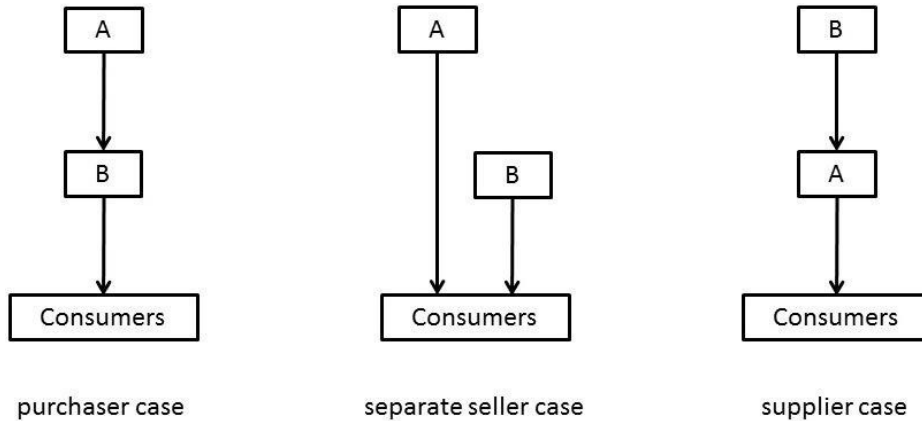 A
A
B
B
B
A
Consumers
Consumers
Consumers
purchaser case
separate seller case
supplier case